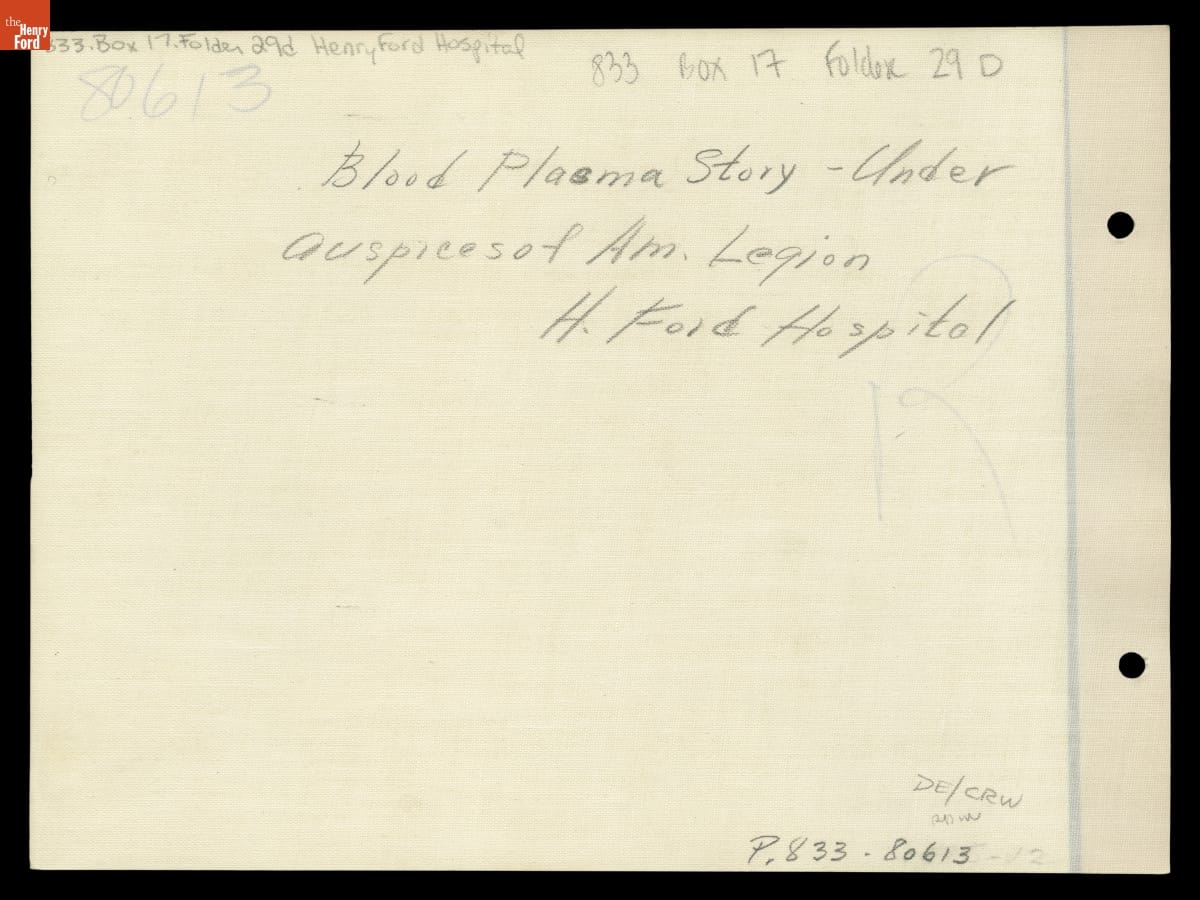 the
Henry
Ford
833.Box 17.Folder 29d Henry Ford Hospital
833 Box 17 Folder 29 D
80613
Blood Plasma Story - Under
auspices of Am. Legion
H. Ford Hospital
R
DE/CRW
P.833 - 80613